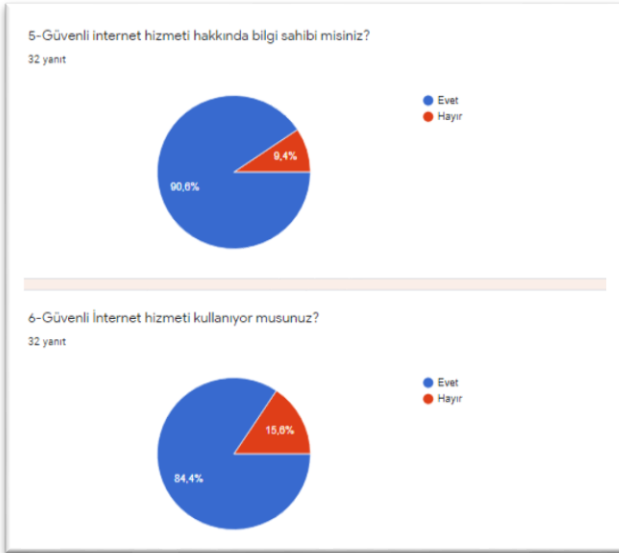 5-Güvenli internet hizmeti hakkında bilgi sahibi misiniz?
32 yanıt
Evet
Hayır
9,4%
90,6%
6-Güvenli İnternet hizmeti kullanıyor musunuz?
32 yanıt
Evet
Hayır
15,6%
84,4%